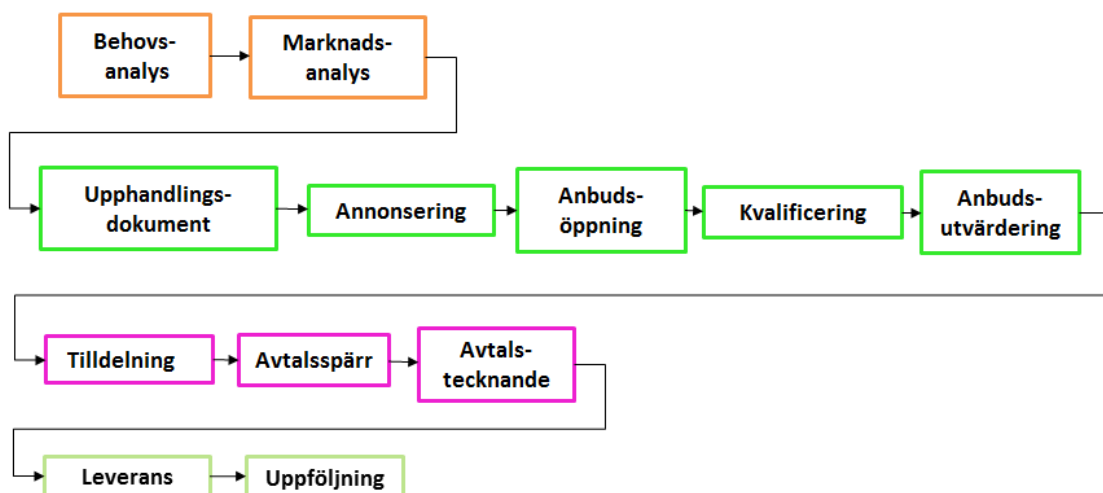 Behovs-
analys
Marknads-
analys
Upphandlings-
dokument
Annonsering
Anbuds-
öppning
Kvalificering
Anbuds-
utvärdering
Tilldelning
Avtalsspärr
Avtals-
tecknande
Leverans
Uppföljning